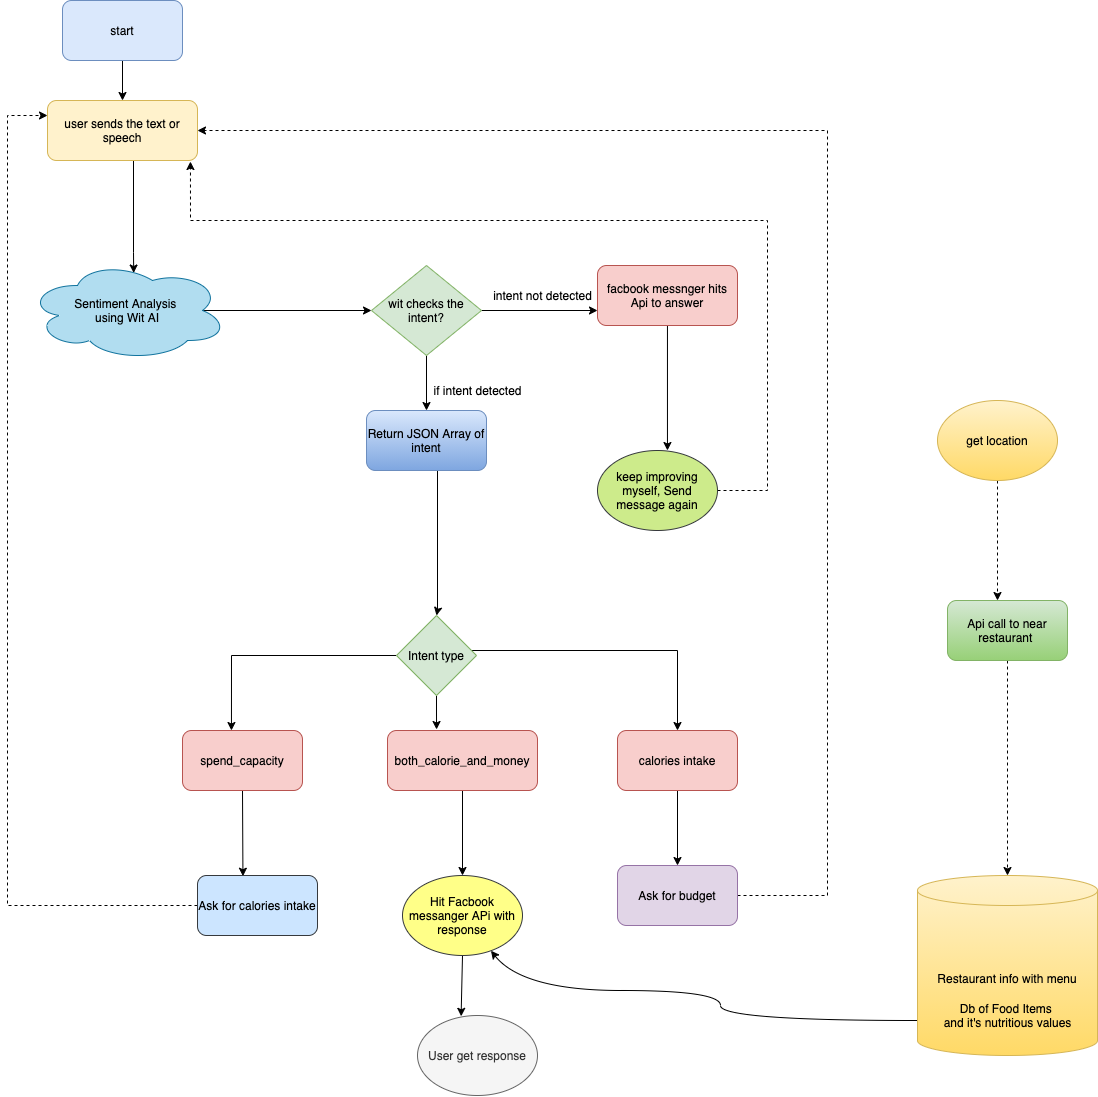 start
user sends the text or
speech
Sentiment Analysis
using Wit AI
wit checks the
intent?
intent not detected
facbook messnger hits
Api to answer
if intent detected
Return JSON Array of
intent
keep improving
myself, Send
message again
get location
Api call to near
restaurant
Intent type
spend_capacity
both_calorie_and_money
calories intake
Ask for calories intake
Hit Facbook
messanger APi with
response
Ask for budget
Restaurant info with menu
Db of Food Items
and it's nutritious values
User get response